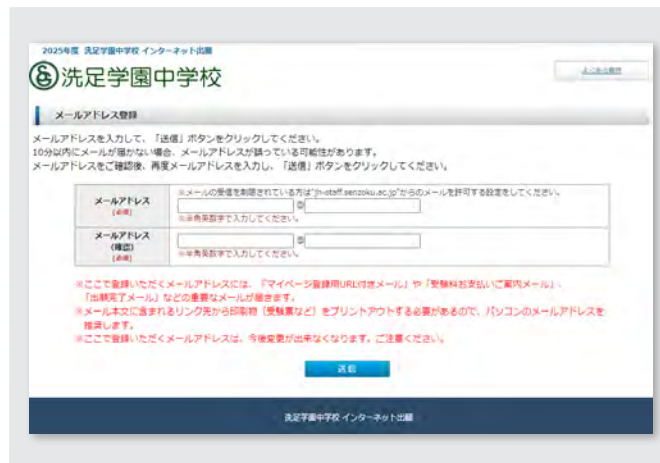 2025年度 洗足学園中学校 インターネット出願
洗足学園中学校
よくある質問
メールアドレス登録
メールアドレスを入力して、「送信」ボタンをクリックしてください。
10分以内にメールが届かない場合、メールアドレスが誤っている可能性があります。
メールアドレスをご確認後、再度メールアドレスを入力し、「送信」ボタンをクリックしてください。
メールアドレス
[必須]
※メールの受信を制限されている方は"jh-staff.senzoku.ac.jp"からのメールを許可する設定をしてください。
@
※半角英数字で入力してください。
メールアドレス
(確認)
[必須]
@
※半角英数字で入力してください。
※ここで登録いただくメールアドレスには、「マイページ登録用URL付きメール」や「受験料お支払いご案内メール」、
「出願完了メール」などの重要なメールが届きます。
※メール本文に含まれるリンク先から印刷物（受験票など）をプリントアウトする必要があるので、パソコンのメールアドレスを
推奨します。
※ここで登録いただくメールアドレスは、今後変更が出来なくなります。ご注意ください。
送信
洗足学園中学校 インターネット出願